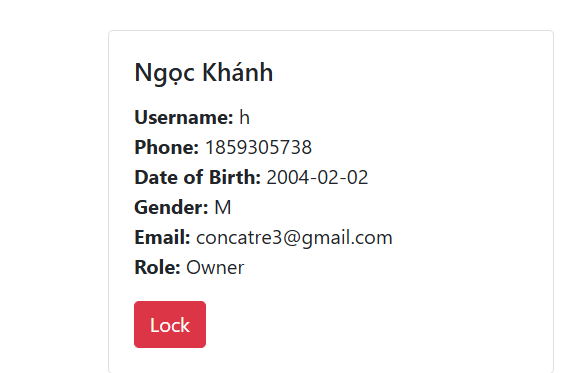 Ngọc Khánh
Username: h
Phone: 1859305738
Date of Birth: 2004-02-02
Gender: M
Email: concatre3@gmail.com
Role: Owner
Lock